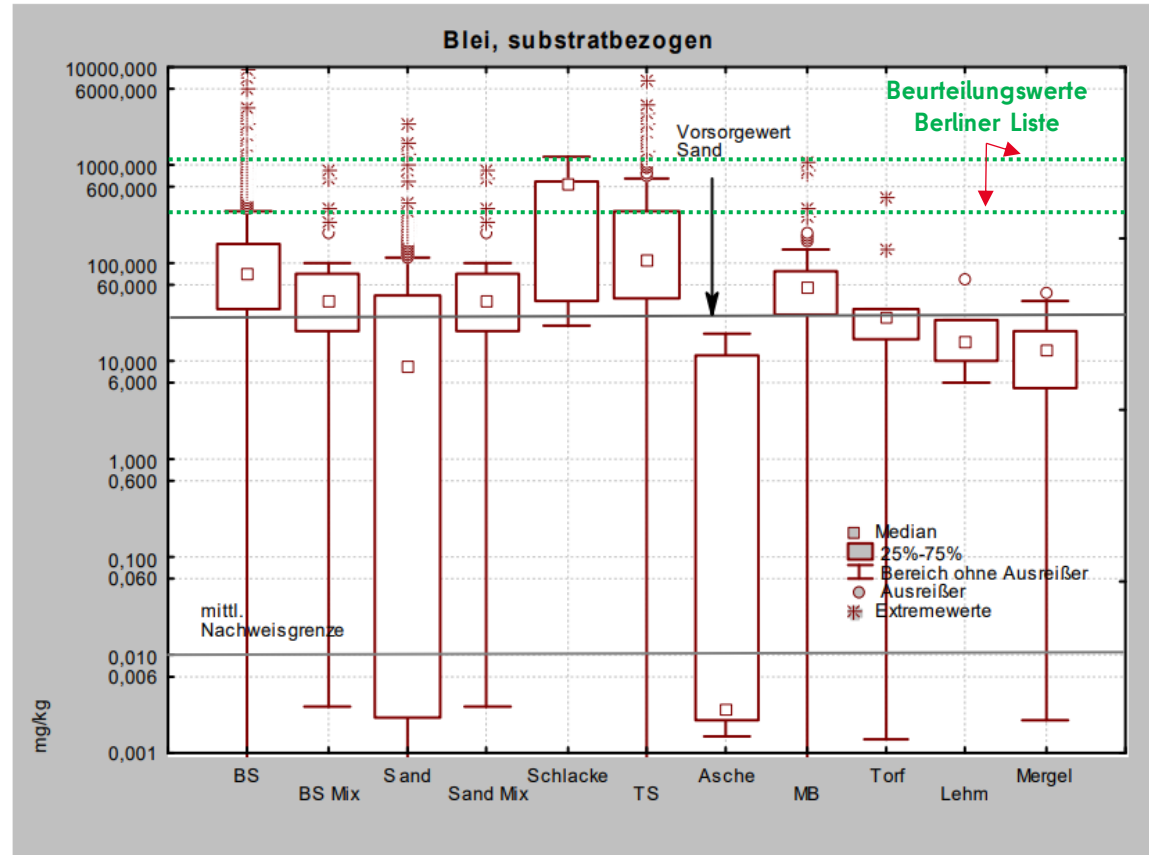 Blei, substratbezogen
10000,000
6000,000
1000,000
600,000
100,000
60,000
10,000
6,000
1,000
0,600
0,100
0,060
0,010
0,006
0,001
mg/kg
Beurteilungswerte
Berliner Liste
Vorsorgewert
Sand
Median
25%-75%
Bereich ohne Ausreißer
Ausreißer
Extremewerte
mittl.
Nachweisgrenze
BS
BS Mix
Sand
Sand Mix
Schlacke
TS
Asche
MB
Torf
Lehm
Mergel